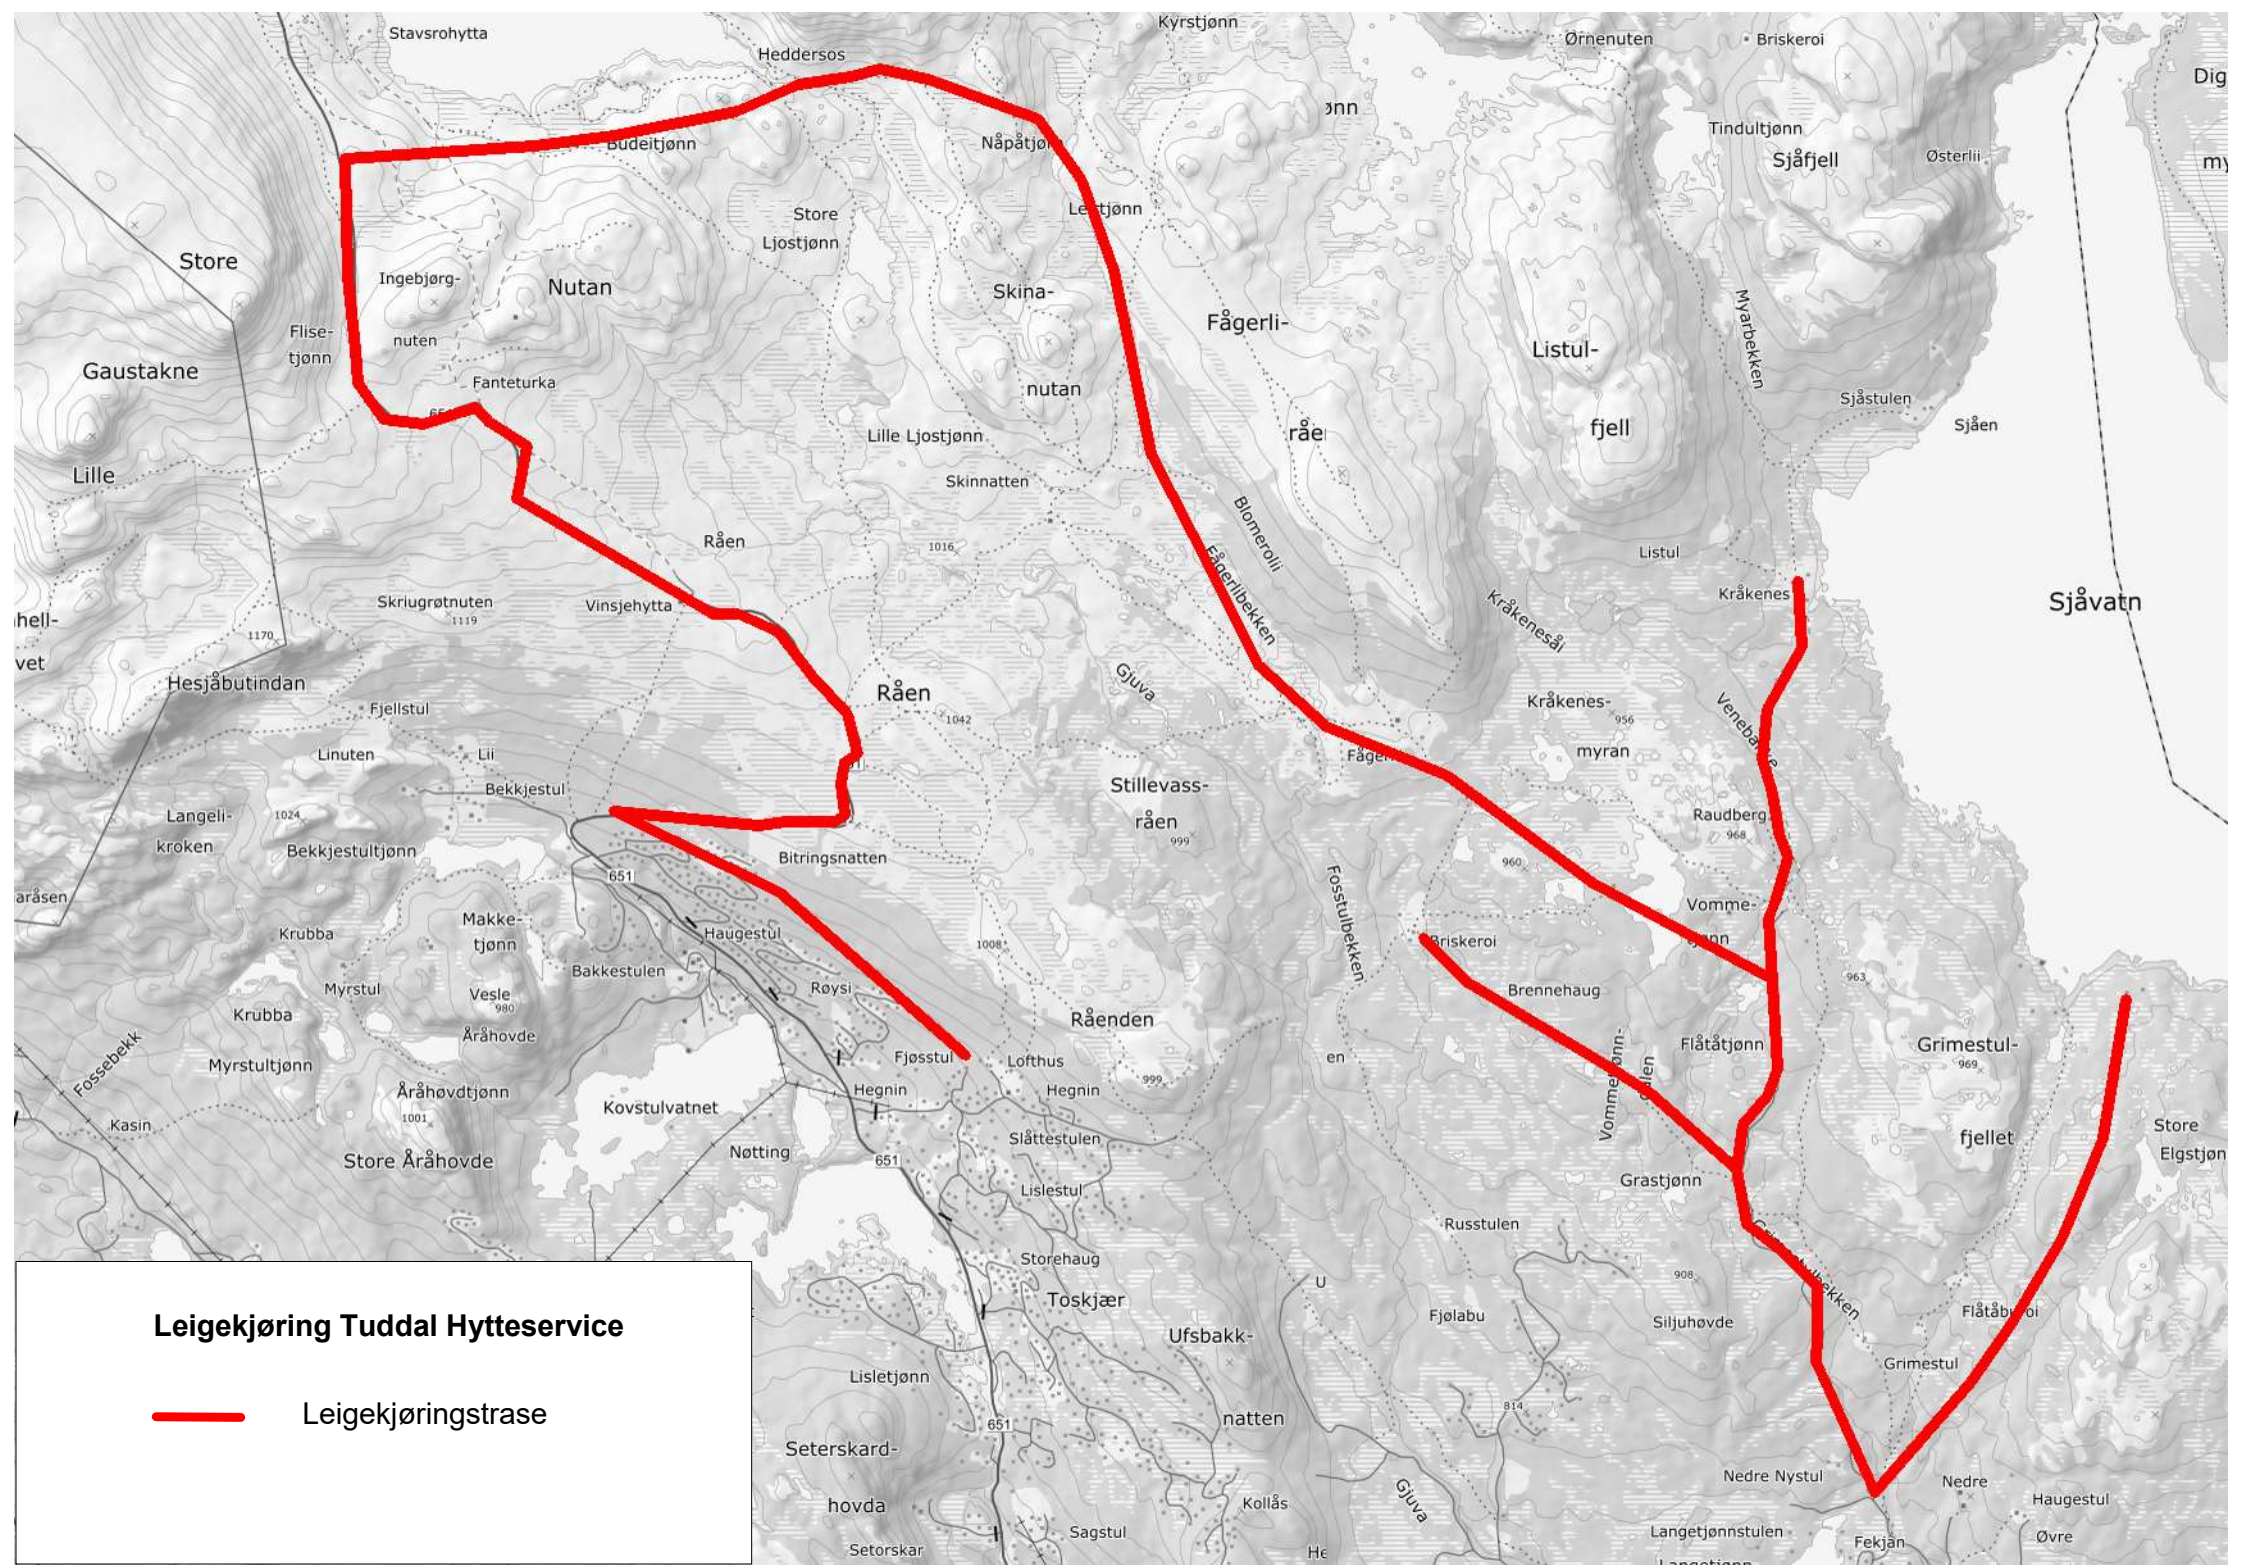 Kyrstjønn
Stavsrohytta
Ørnenuten
Briskeroi
Heddersos
Dig
Tindultjønn
Budeitjønn
Sjåfjell
Østerlii
my
Store
Ljostjønn
Store
Ingebjørg-
nuten
Nutan
Skina-
nutan
Myarbekken
Fågerli-
Flise-
tjønn
Listul-
fjell
Gaustakne
Fanteturka
Sjåstulen
Sjåen
Lille Ljostjønn
Lille
Skinnatten
Blomerolii
Råen
1016
Listul
Fågerlibekken
Kråkenes
Skriugrøtnuten
1119
Vinsjehytta
Kråkenesåi
Sjåvatn
1170
vet
Hesjåbutindan
Gjuva
Råen
1042
Fjellstul
Kråkenes-
956
myran
Linuten
Lii
Bekkjestul
Stillevass-
råen
999
Langeli-
kroken
1024
Raudberg
968
Bekkjestultjønn
Bitringsnatten
960
651
Fosstulbekken
Makke-
tjønn
Vomme-
Krubba
Haugestul
1008
Briskeroi
Bakkestulen
963
Myrstul
Vesle
980
Åråhovde
Røysi
Brennehaug
Krubba
Råenden
Flåtåtjønn
Grimestul-
969
fjellet
Fossebekk
Myrstultjønn
Fjøsstul
Lofthus
en
Åråhøvdtjønn
1001
Hegnin
Hegnin
999
Kovstulvatnet
Kasin
Slåttestulen
Store
Elgstjøn
Store Åråhovde
Nøtting
651
Lislestul
Grastjønn
Russtulen
Storehaug
908
U
Toskjær
Fjølabu
Siljuhøvde
Ufsbakk-
natten
Grimestul
Lisletjønn
814
651
Seterskard-
hovda
Nedre Nystul
Nedre
Gjuva
Kollås
Haugestul
Sagstul
Langetjønnstulen
Øvre
Fekjan
Setorskar
Leigekjøring Tuddal Hytteservice
Leigekjøringstrase